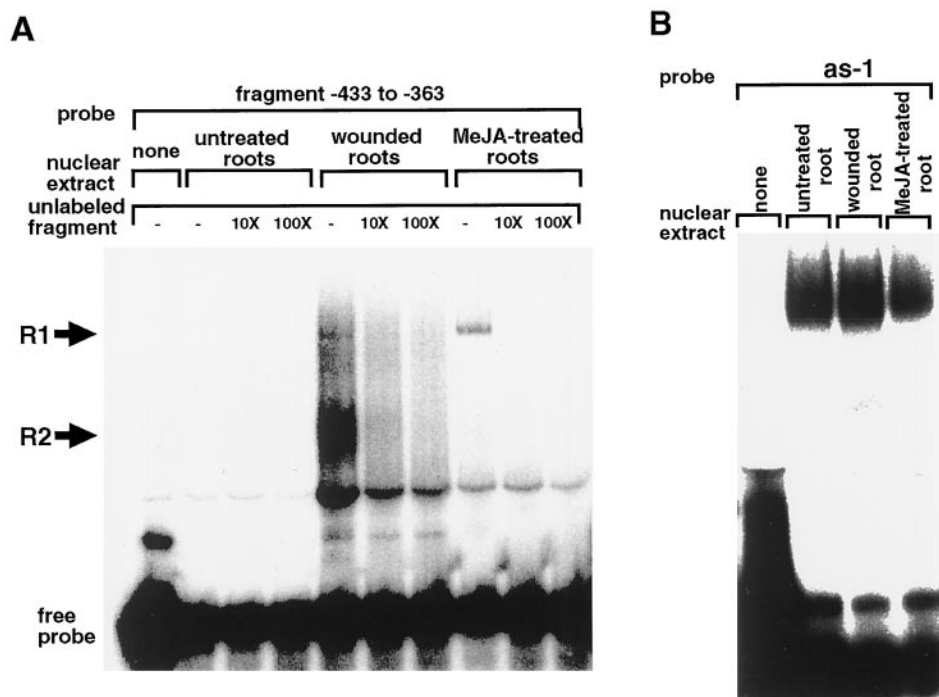 A
probe
fragment -433 to -363
nuclear
extract
none
untreated
roots
wounded
roots
MeJA-treated
roots
unlabeled
fragment
- - 10X 100X - 10X 100X - 10X 100X
R1
R2
free
probe
B
probe
as-1
nuclear
extract
none
untreated
root
wounded
root
MeJA-treated
root